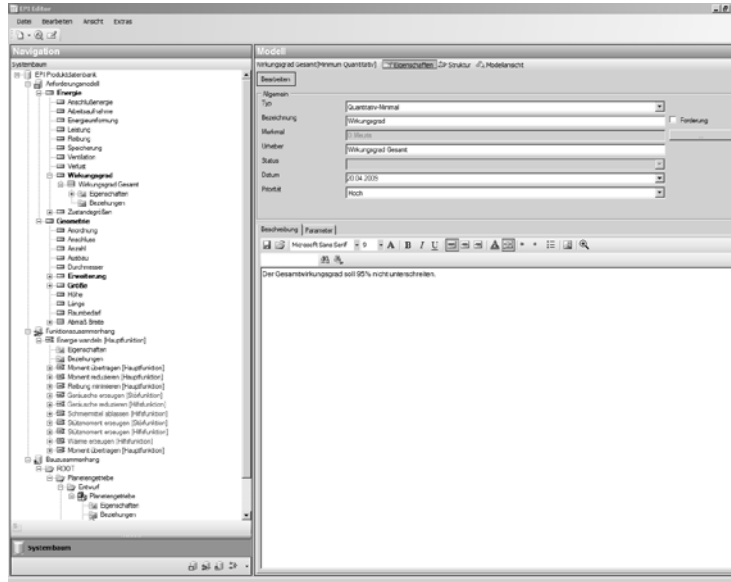 EPI Editor
Datei Bearbeiten Ansicht Extras
Navigation
Systembaum
EPI Produktdatenbank
Anforderungsmodell
Energie
Anschlußenergie
Arbeitsaufnahme
Energieumformung
Leistung
Reibung
Speicherung
Ventilation
Verlust
Wirkungsgrad
Wirkungsgrad Gesamt
Eigenschaften
Beziehungen
Zustandsgrößen
Geometrie
Anordnung
Anschluss
Anzahl
Ausbau
Durchmesser
Erweiterung
Größe
Höhe
Länge
Raumbedarf
Abmaß Breite
Funktionszusammenhang
Energie wandeln [Hauptfunktion]
Eigenschaften
Beziehungen
Moment übertragen [Hauptfunktion]
Moment reduzieren [Hauptfunktion]
Reibung minimieren [Hauptfunktion]
Geräusche erzeugen [Störfunktion]
Geräusche reduzieren [Hilfsfunktion]
Schmiermittel ablassen [Hilfsfunktion]
Stützmoment erzeugen [Störfunktion]
Stützmoment erzeugen [Hilfsfunktion]
Wärme erzeugen [Hilfsfunktion]
Moment übertragen [Hauptfunktion]
Bauzusammenhang
ROOT
Planetengetriebe
Entwurf
Planetengetriebe
Eigenschaften
Beziehungen
Systembaum
Modell
Wirkungsgrad Gesamt[Minimum Quantitativ] Eigenschaften Struktur Modellansicht
Bearbeiten
Allgemein
Typ Quantitativ-Minimal
Bezeichnung Wirkungsgrad Forderung
Merkmal ...
Urheber Wirkungsgrad Gesamt
Status
Datum 20.04.2009
Priorität Hoch
Beschreibung Parameter
Microsoft Sans Serif 9 A B I U
Der Gesamtwirkungsgrad soll 95% nicht unterschreiten.